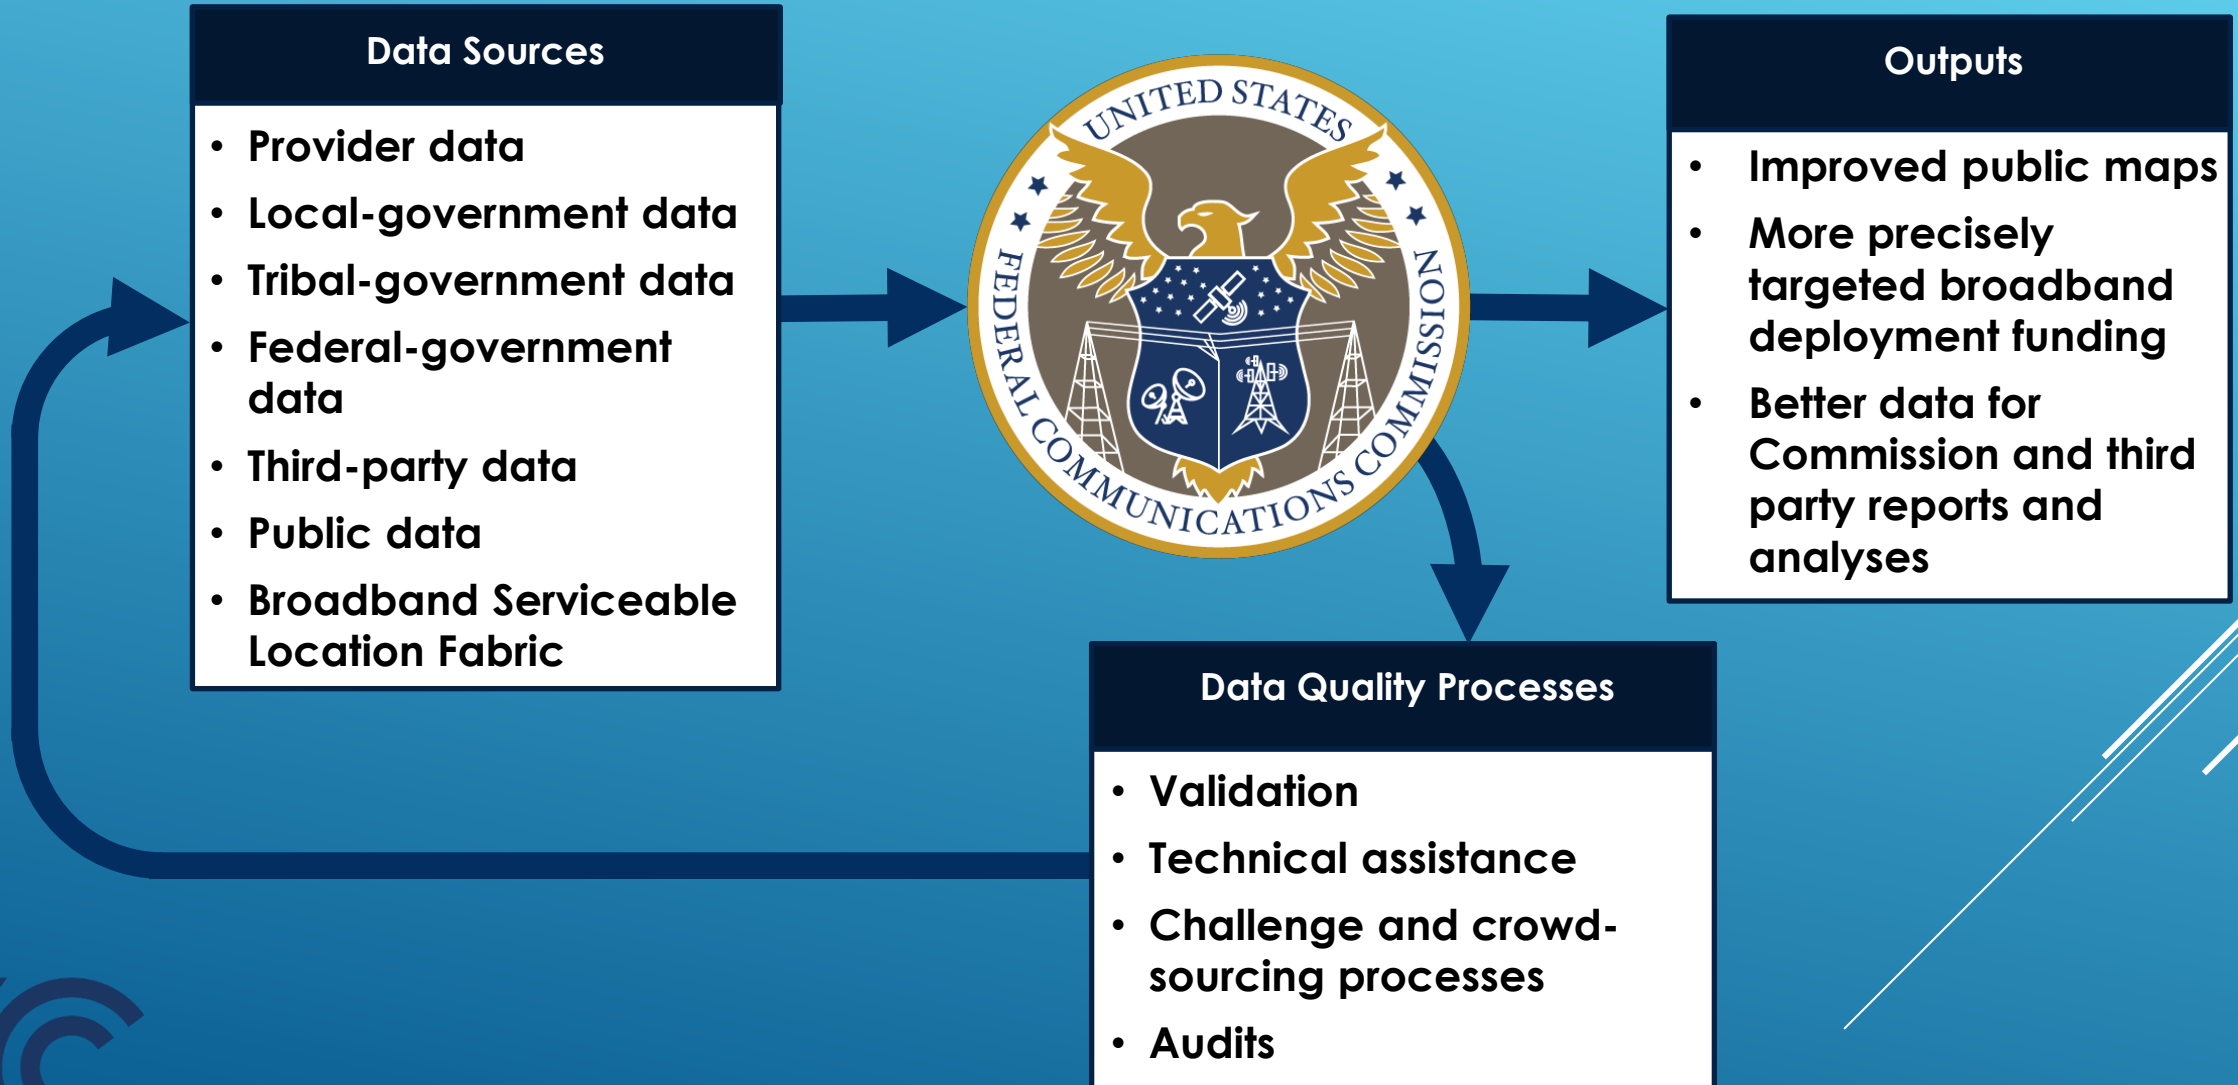 Data Sources
• Provider data
• Local-government data
• Tribal-government data
• Federal-government
data
• Third-party data
• Public data
• Broadband Serviceable
Location Fabric
UNITED STATES
FEDERAL COMMUNICATIONS COMMISSION
Outputs
• Improved public maps
• More precisely
targeted broadband
deployment funding
• Better data for
Commission and third
party reports and
analyses
Data Quality Processes
• Validation
• Technical assistance
• Challenge and crowd-
sourcing processes
• Audits